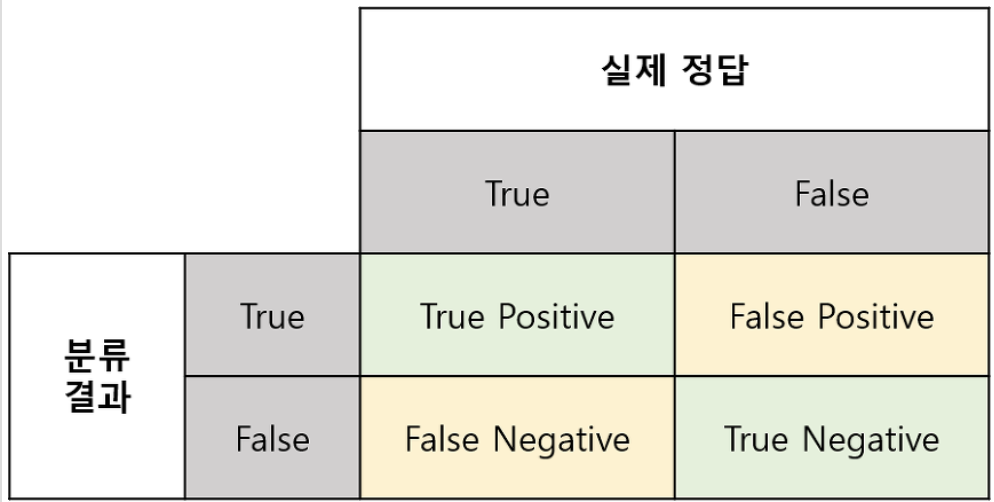 실제 정답
True False
True True Positive False Positive
분류
결과
False False Negative True Negative